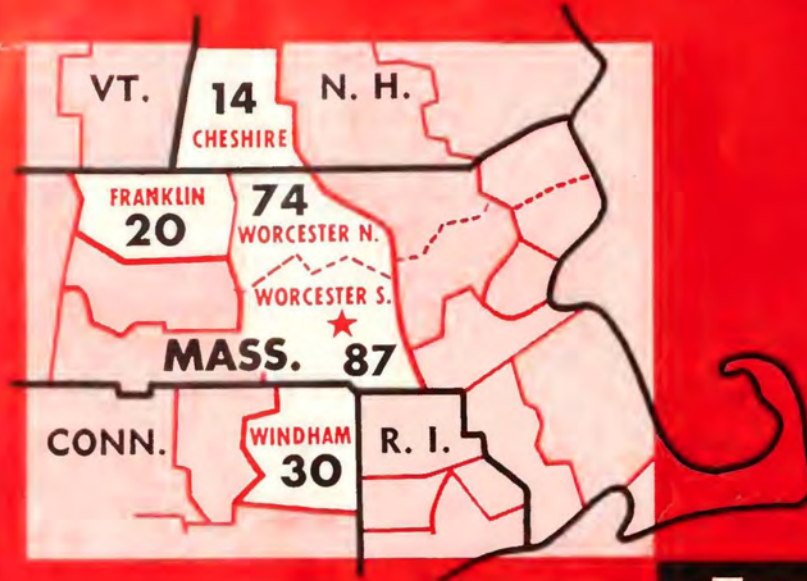 VT.
14
N. H.
CHESHIRE
FRANKLIN
20
74
WORCESTER N.
WORCESTER S.
MASS. 87
CONN.
WINDHAM
30
R. I.